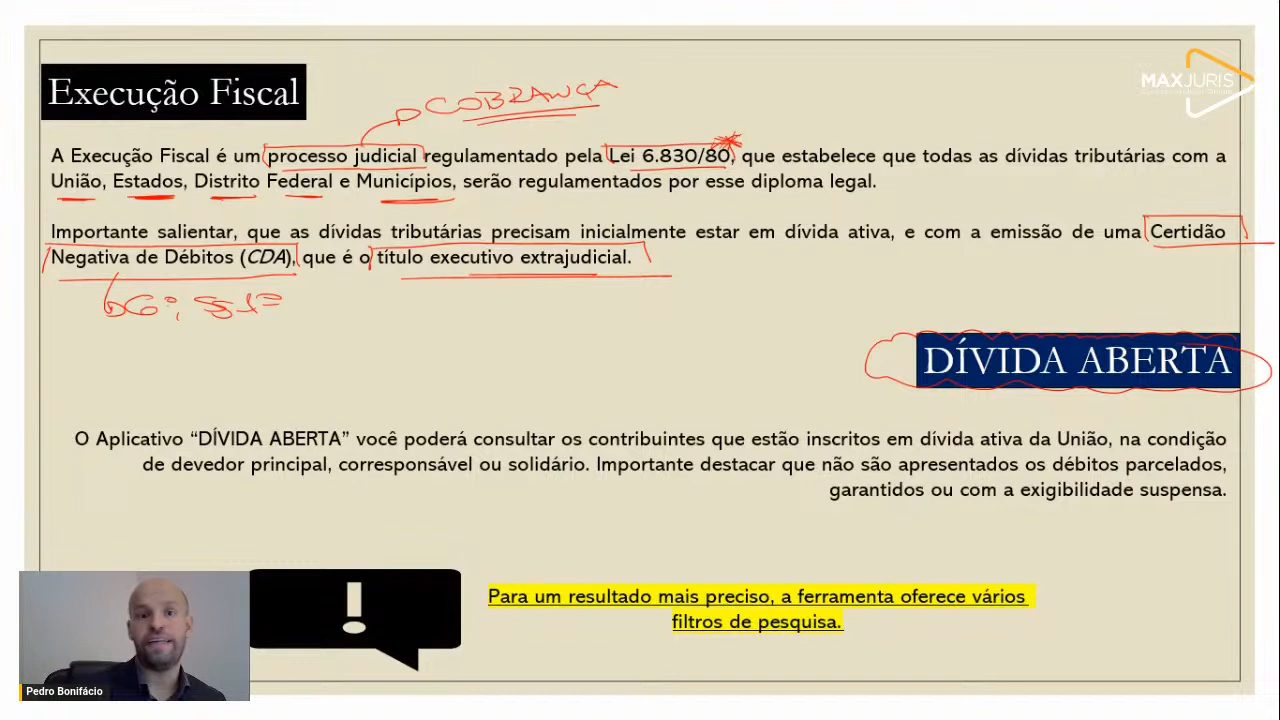 Execução Fiscal
MAXJURIS
COBRANÇA
A Execução Fiscal é um processo judicial regulamentado pela Lei 6.830/80, que estabelece que todas as dívidas tributárias com a
União, Estados, Distrito Federal e Municípios, serão regulamentados por esse diploma legal.
Importante salientar, que as dívidas tributárias precisam inicialmente estar em dívida ativa, e com a emissão de uma Certidão
Negativa de Débitos (CDA), que é o título executivo extrajudicial.
DÍVIDA ABERTA
O Aplicativo “DÍVIDA ABERTA” você poderá consultar os contribuintes que estão inscritos em dívida ativa da União, na condição
de devedor principal, corresponsável ou solidário. Importante destacar que não são apresentados os débitos parcelados,
garantidos ou com a exigibilidade suspensa.
!
Para um resultado mais preciso, a ferramenta oferece vários
filtros de pesquisa.
Pedro Bonifácio